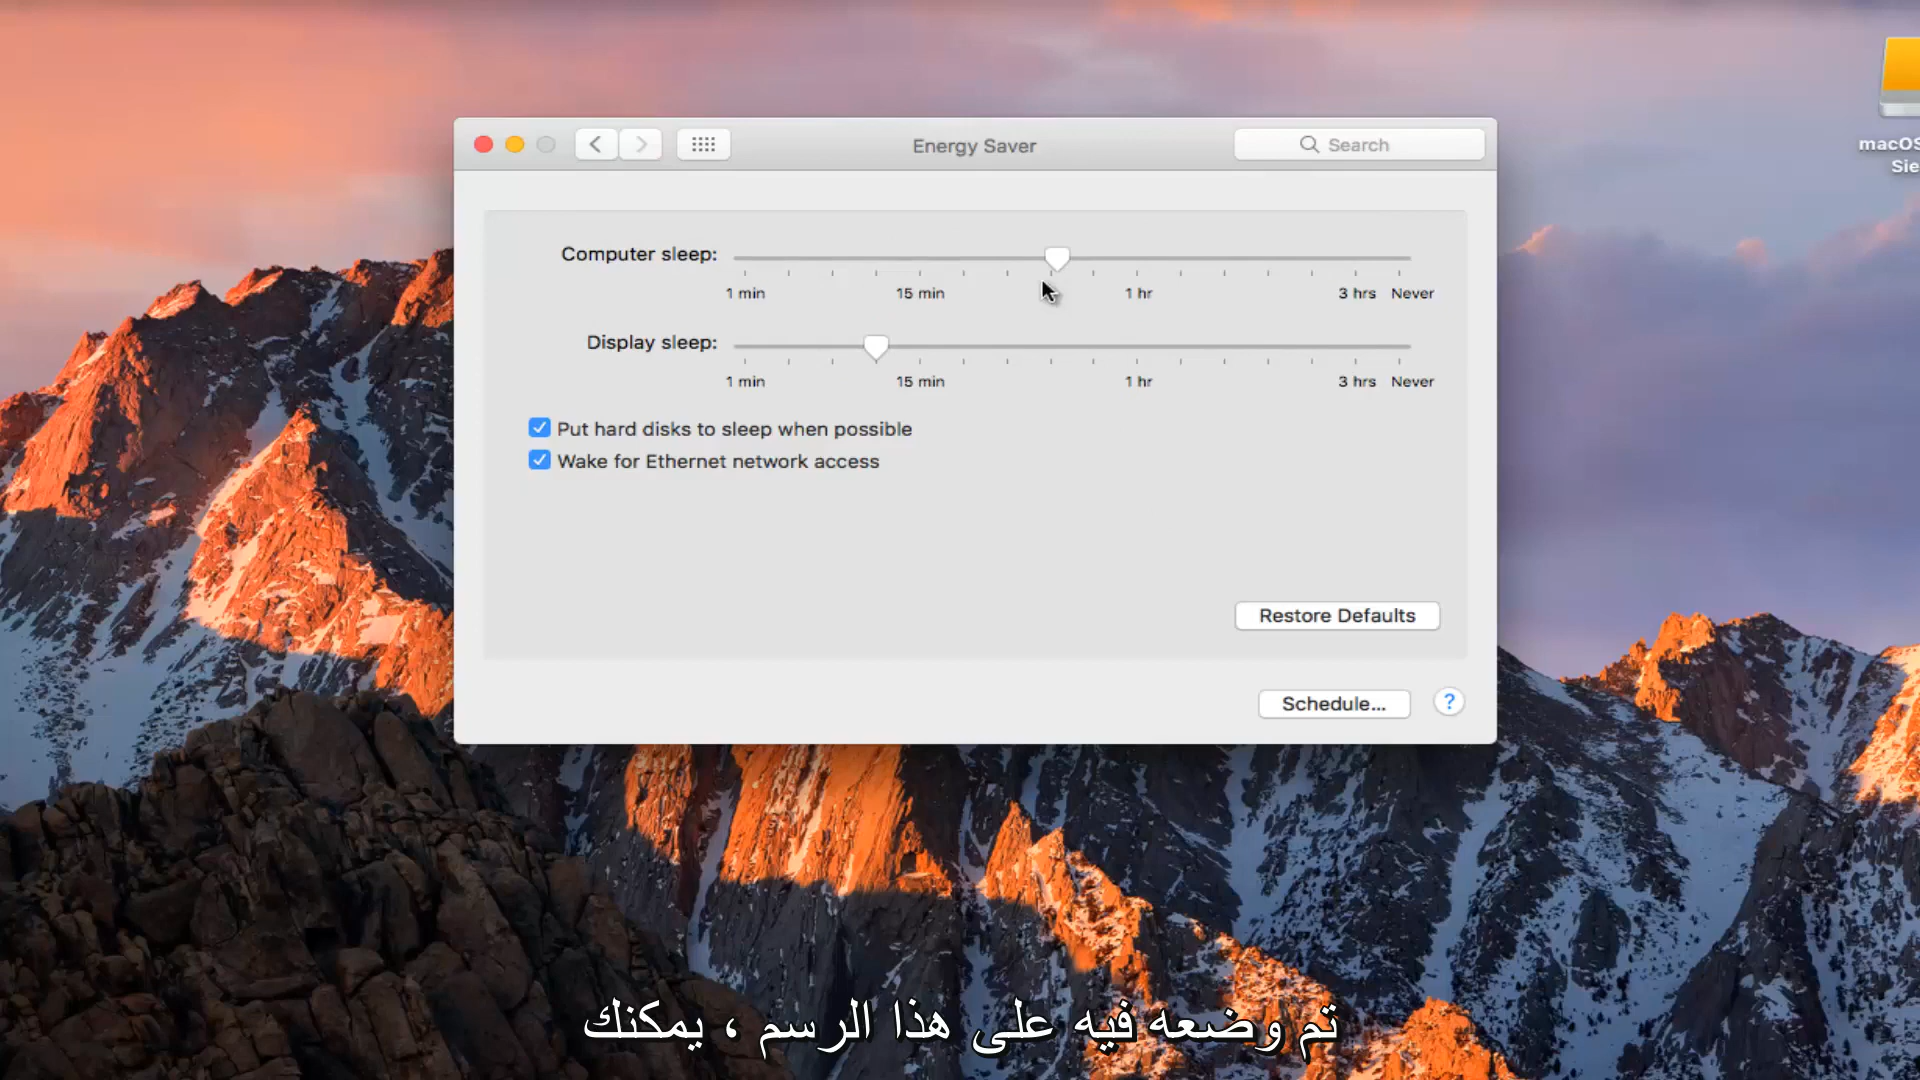 Energy Saver
Search
macOS
Sie
Computer sleep:
1 min 15 min 1 hr 3 hrs Never
Display sleep:
1 min 15 min 1 hr 3 hrs Never
Put hard disks to sleep when possible
Wake for Ethernet network access
Restore Defaults
Schedule...
?
تم وضعه فيه على هذا الرسم ، يمكنك